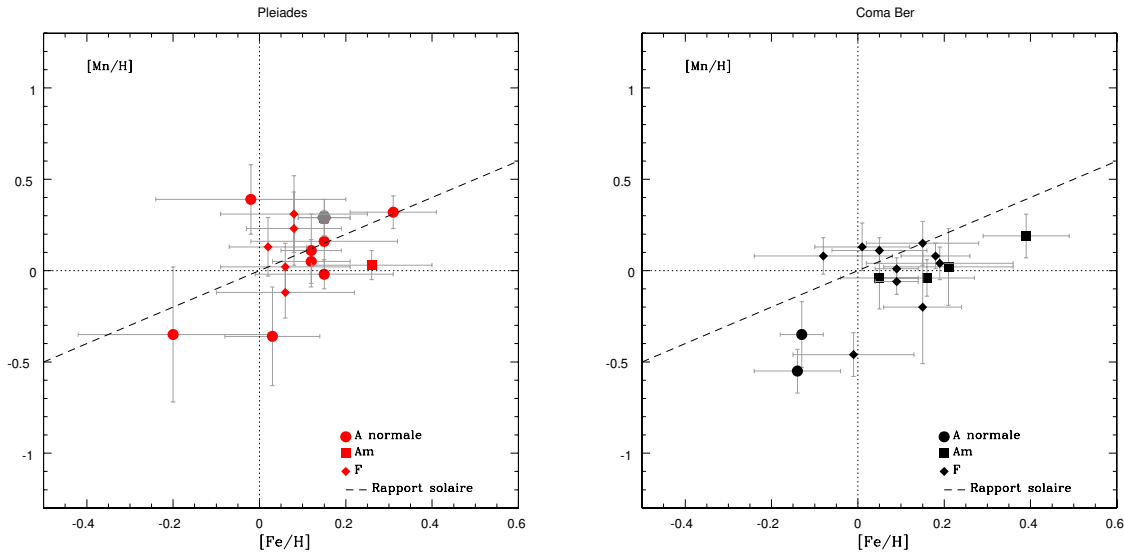 Pleiades
[Mn/H]
1
0.5
0
-0.5
-1
A normale
Am
F
Rapport solaire
-0.4
-0.2
0
0.2
0.4
0.6
[Fe/H]
Coma Ber
[Mn/H]
1
0.5
0
-0.5
-1
A normale
Am
F
Rapport solaire
-0.4
-0.2
0
0.2
0.4
0.6
[Fe/H]